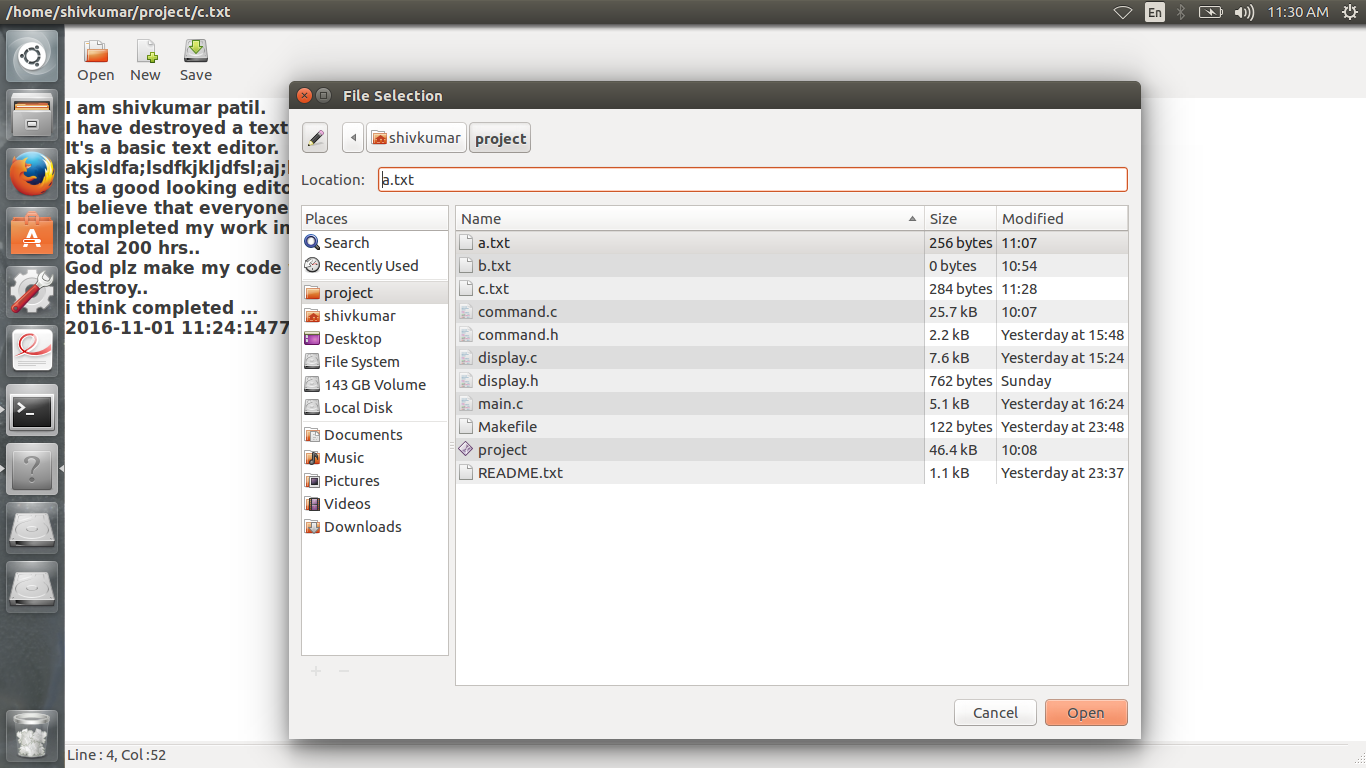 /home/shivkumar/project/c.txt En 11:30 AM
Open New Save
I am shivkumar patil.
I have destroyed a text
It's a basic text editor.
akjsldfa;lsdfkjkljdfsl;aj;
its a good looking edito
I believe that everyone
I completed my work in
total 200 hrs..
God plz make my code
destroy..
i think completed ...
2016-11-01 11:24:1477
File Selection
shivkumar project
Location: a.txt
Places
Search
Recently Used
project
shivkumar
Desktop
File System
143 GB Volume
Local Disk
Documents
Music
Pictures
Videos
Downloads
Name Size Modified
a.txt 256 bytes 11:07
b.txt 0 bytes 10:54
c.txt 284 bytes 11:28
command.c 25.7 kB 10:07
command.h 2.2 kB Yesterday at 15:48
display.c 7.6 kB Yesterday at 15:24
display.h 762 bytes Sunday
main.c 5.1 kB Yesterday at 16:24
Makefile 122 bytes Yesterday at 23:48
project 46.4 kB 10:08
README.txt 1.1 kB Yesterday at 23:37
Cancel Open
Line : 4, Col :52